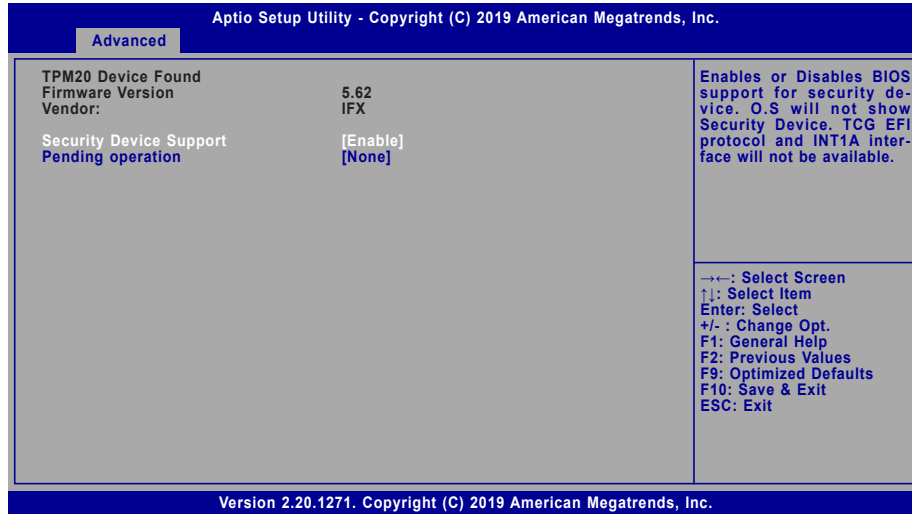 Aptio Setup Utility - Copyright (C) 2019 American Megatrends, Inc.
Advanced
TPM20 Device Found
Firmware Version 5.62
Vendor: IFX
Security Device Support [Enable]
Pending operation [None]
Enables or Disables BIOS
support for security de-
vice. O.S will not show
Security Device. TCG EFI
protocol and INT1A inter-
face will not be available.
→←: Select Screen
↑↓: Select Item
Enter: Select
+/- : Change Opt.
F1: General Help
F2: Previous Values
F9: Optimized Defaults
F10: Save & Exit
ESC: Exit
Version 2.20.1271. Copyright (C) 2019 American Megatrends, Inc.